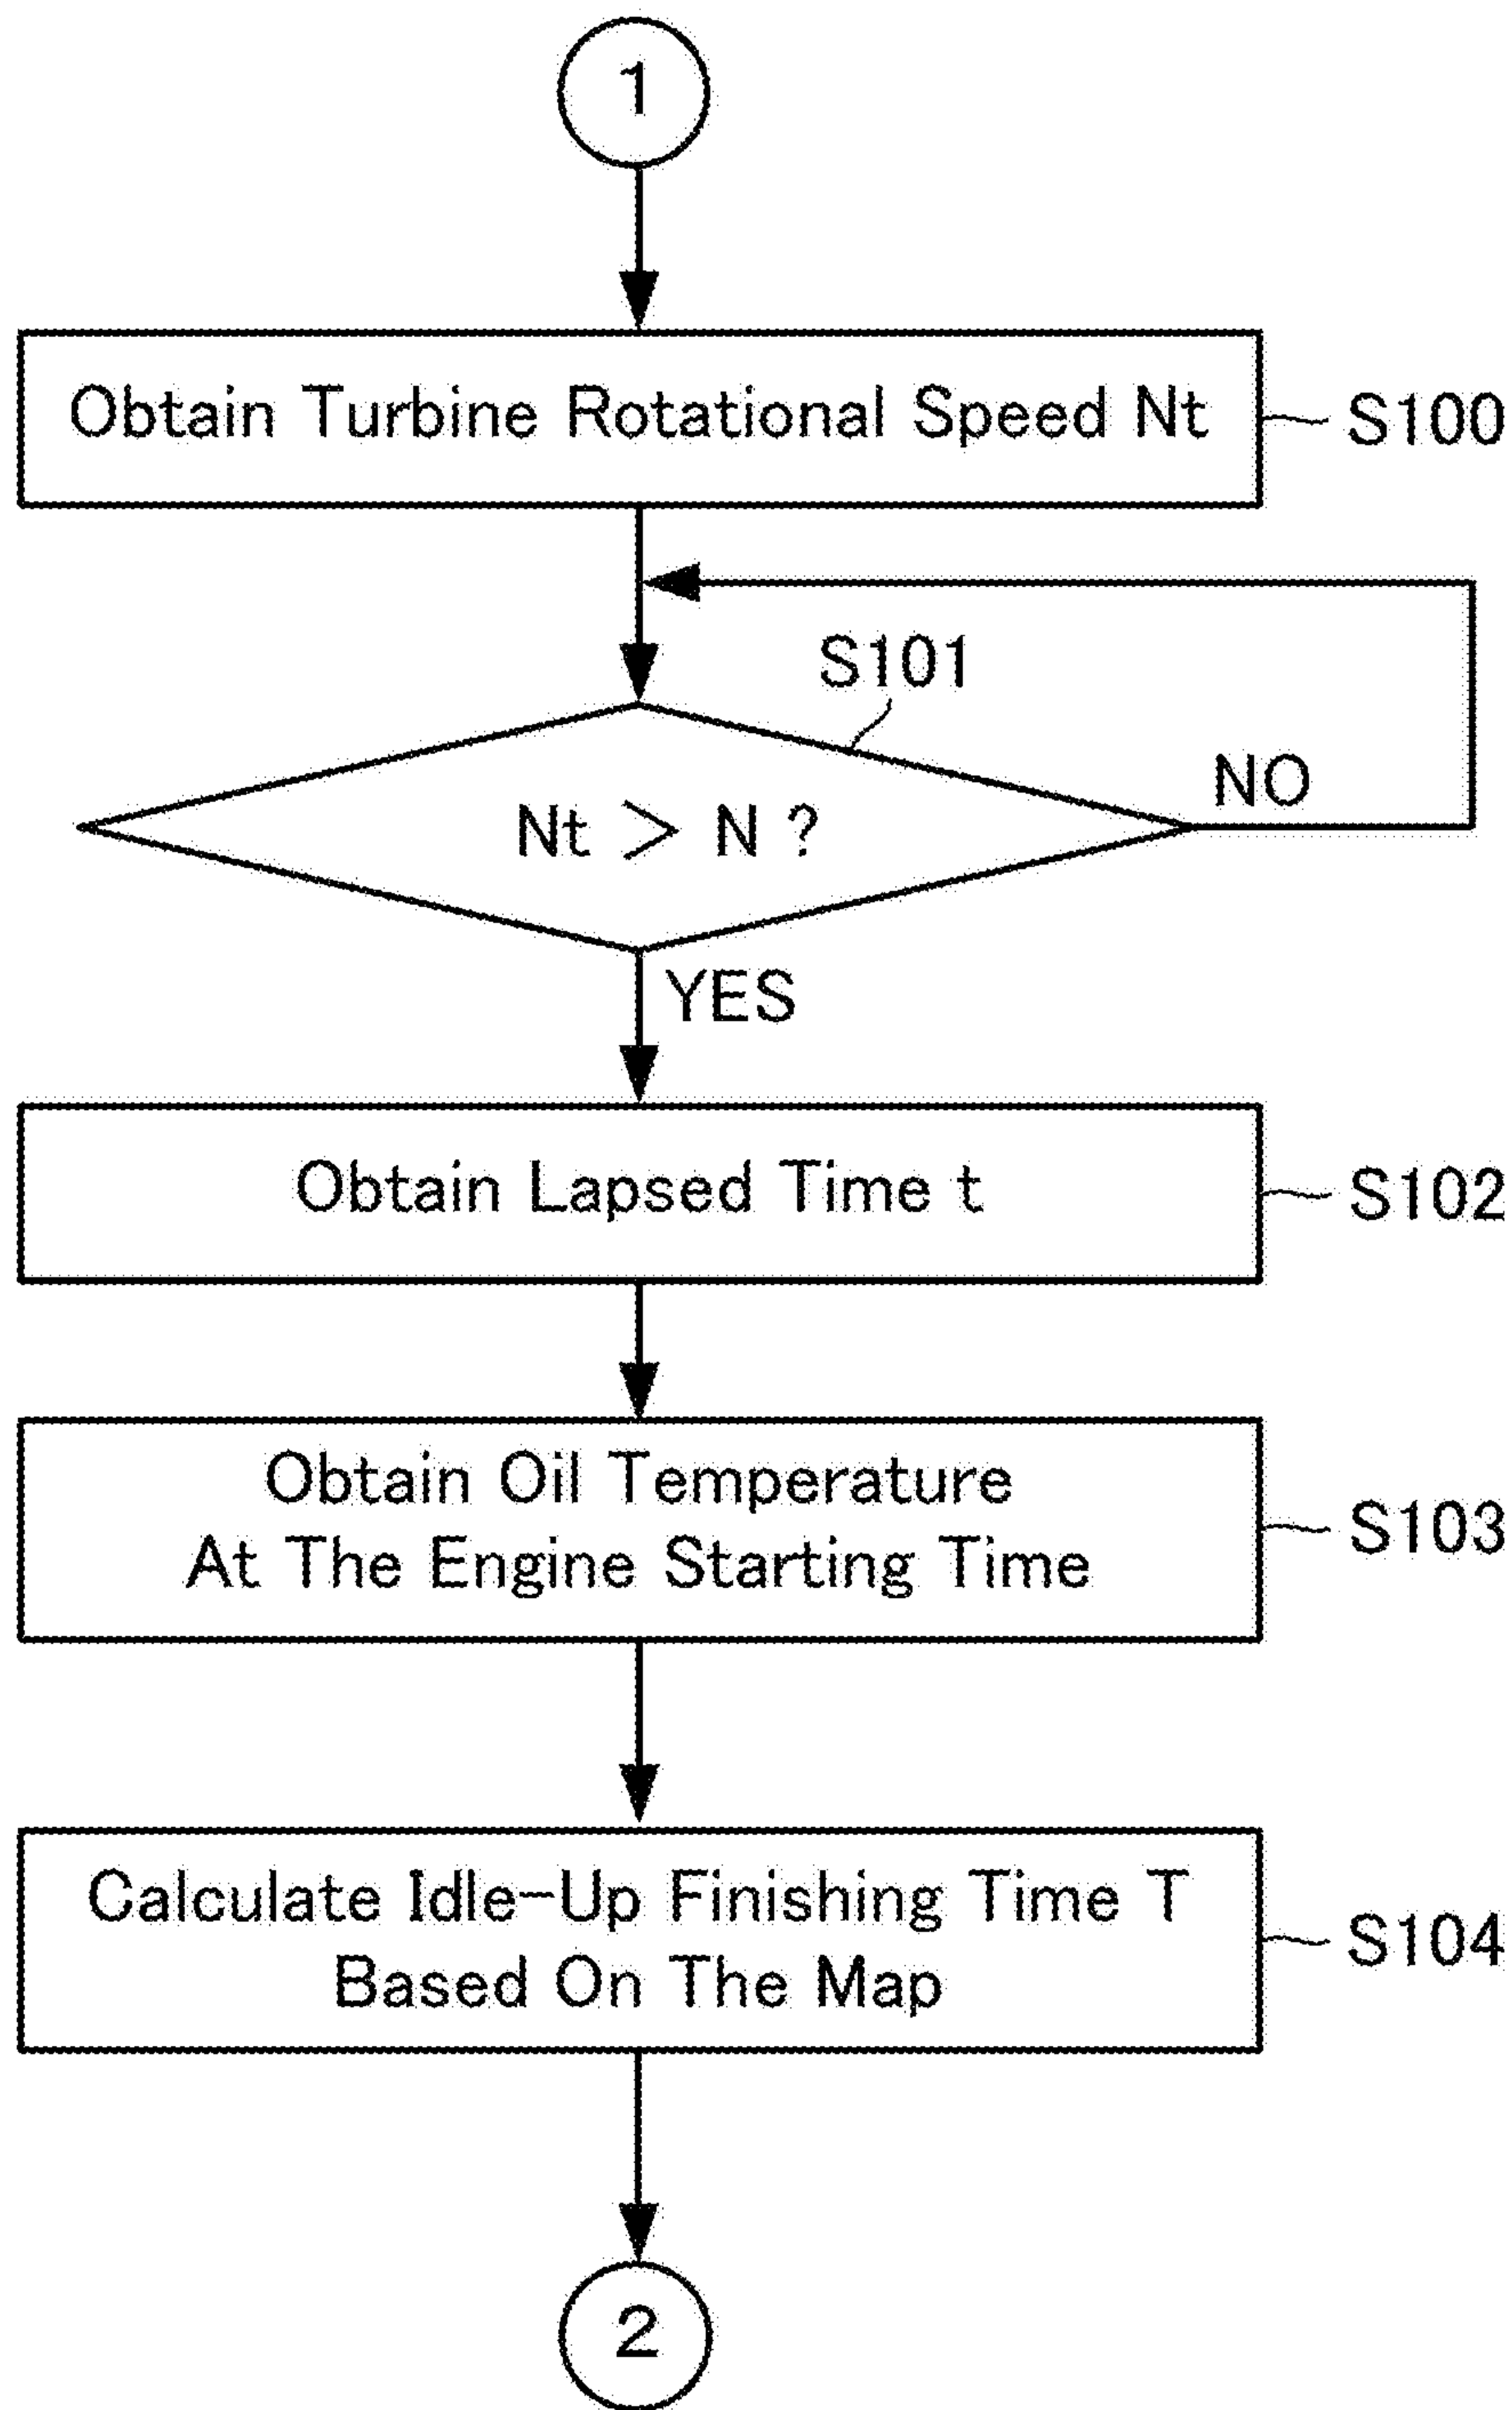 1
Obtain Turbine Rotational Speed Nt
S100
S101
Nt > N ?
NO
YES
Obtain Lapsed Time t
S102
Obtain Oil Temperature
At The Engine Starting Time
S103
Calculate Idle-Up Finishing Time T
Based On The Map
S104
2